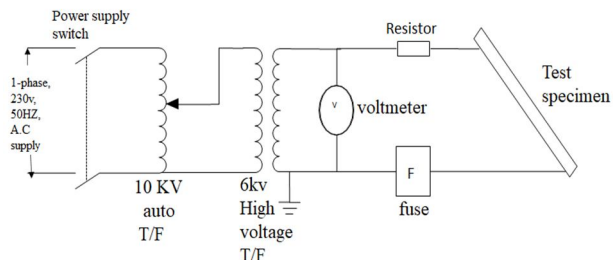 Power supply
switch
1-phase,
230v,
50HZ,
A.C
supply
10 KV
auto
T/F
6kv
High
voltage
T/F
V
voltmeter
Resistor
F
fuse
Test
specimen